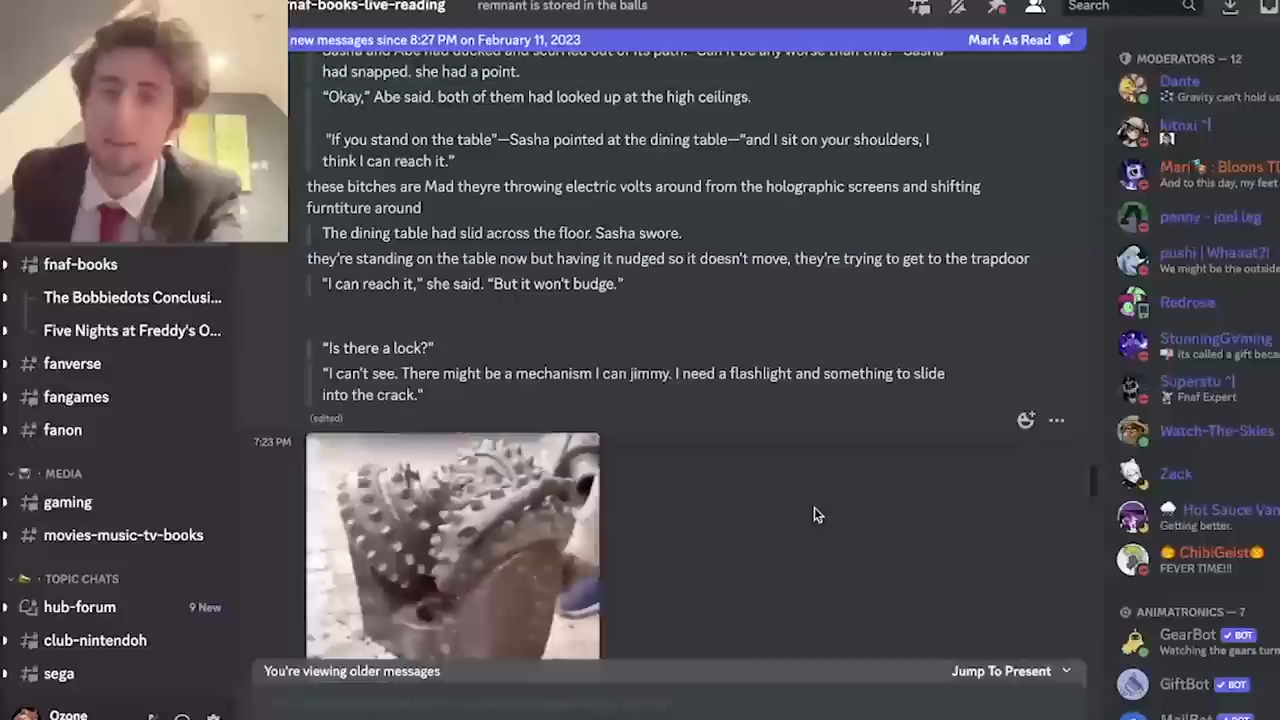 fnaf-books-live-reading
remnant is stored in the balls
Search
new messages since 8:27 PM on February 11, 2023
Mark As Read
had snapped. she had a point.
“Okay,” Abe said. both of them had looked up at the high ceilings.
"If you stand on the table”—Sasha pointed at the dining table—“and I sit on your shoulders, I
think I can reach it.”
these bitches are Mad theyre throwing electric volts around from the holographic screens and shifting
furntiture around
The dining table had slid across the floor. Sasha swore.
they're standing on the table now but having it nudged so it doesn't move, they're trying to get to the trapdoor
“I can reach it,” she said. “But it won't budge.”
“Is there a lock?”
“I can't see. There might be a mechanism I can jimmy. I need a flashlight and something to slide
into the crack.“
(edited)
7:23 PM
You're viewing older messages
Jump To Present
fnaf-books
The Bobbiedots Conclusi...
Five Nights at Freddy's O...
fanverse
fangames
fanon
MEDIA
gaming
movies-music-tv-books
TOPIC CHATS
hub-forum
9 New
club-nintendoh
sega
Ozone
MODERATORS — 12
Dante
Gravity can't hold us
kitnxi ^|
Mari : Bloons TD
And to this day, my feet
penny - joel leg
pushi | Whaaat?!
We might be the outside
Redrose
StunningGvming
its called a gift becau
Superstu ^|
Fnaf Expert
Watch-The-Skies
Zack
Hot Sauce Van
Getting better.
ChibiGeist
FEVER TIME!!!
ANIMATRONICS — 7
GearBot BOT
Watching the gears turn
GiftBot BOT